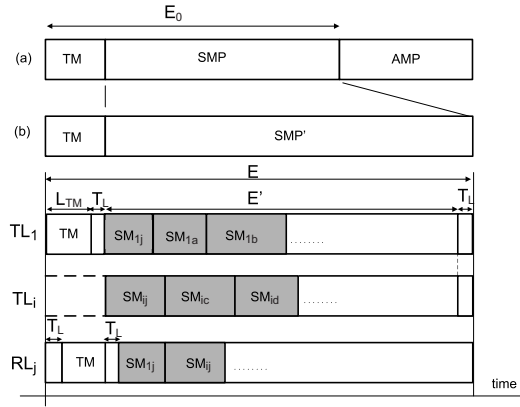 E0
(a) TM SMP AMP
(b) TM SMP'
E
LTM TL E' TL
TL1 TM SM1j SM1a SM1b ........
TLi SMij SMic SMid ........
TL TL
RLj TM SM1j SMij ........
time